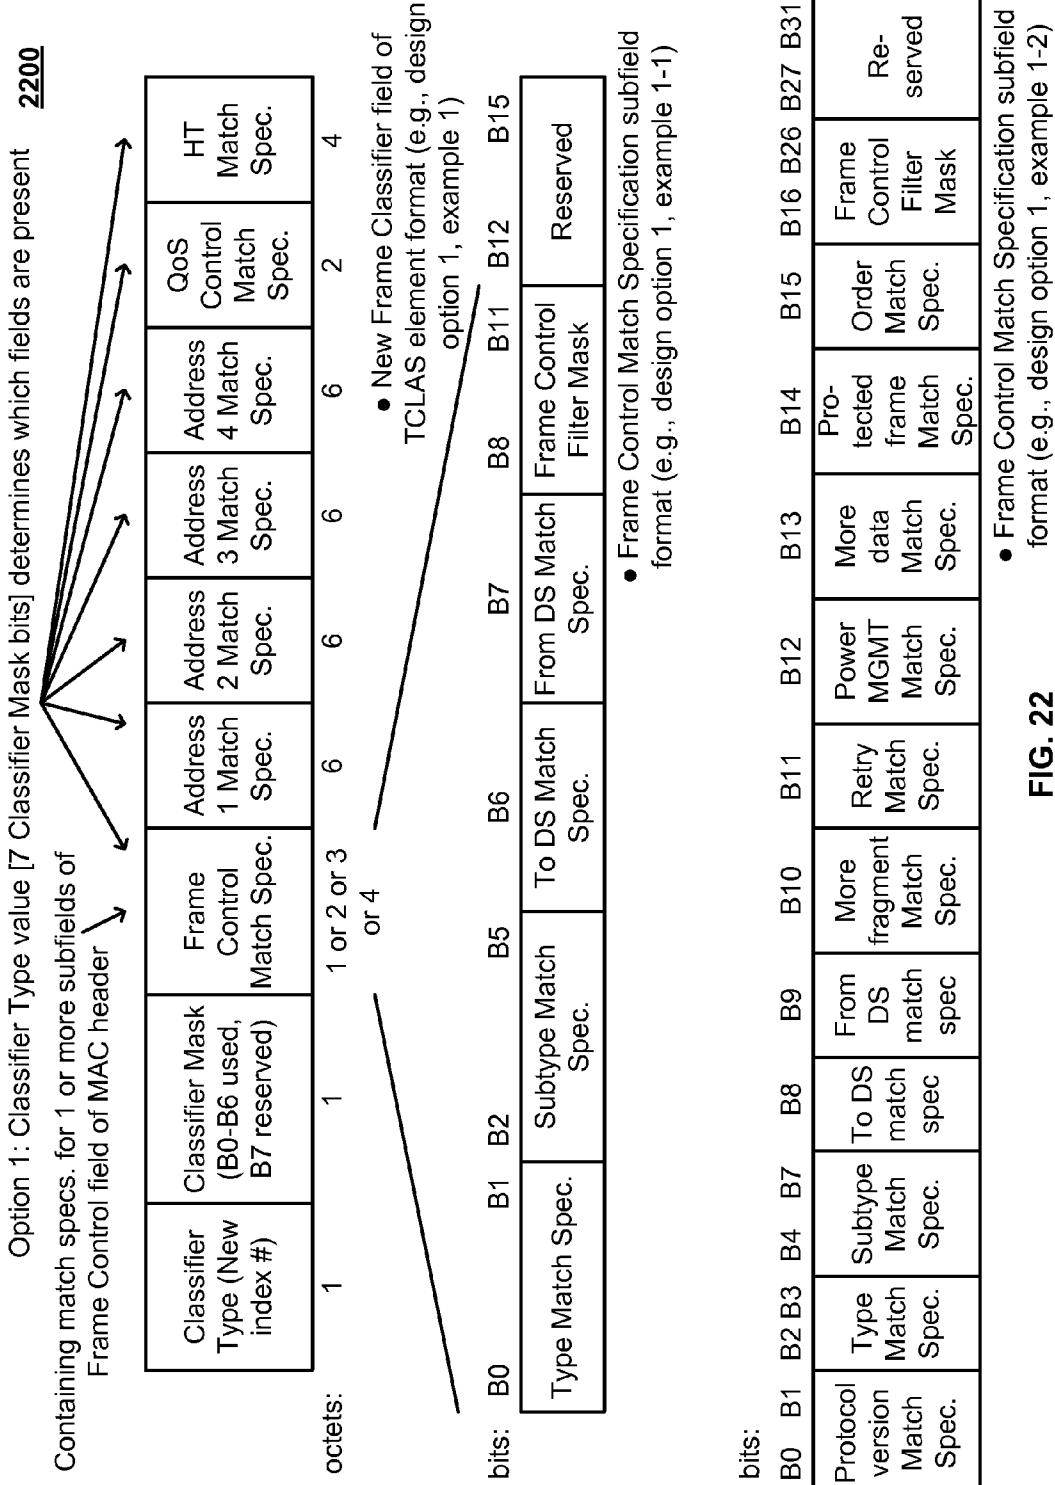 Option 1: Classifier Type value [7 Classifier Mask bits] determines which fields are present
2200
Containing match specs. for 1 or more subfields of
Frame Control field of MAC header
Classifier
Type (New
index #)
Classifier Mask
(B0-B6 used,
B7 reserved)
Frame
Control
Match Spec.
Address
1 Match
Spec.
Address
2 Match
Spec.
Address
3 Match
Spec.
Address
4 Match
Spec.
QoS
Control
Match
Spec.
HT
Match
Spec.
octets:
1
1
1 or 2 or 3
or 4
6
6
6
6
2
4
● New Frame Classifier field of
TCLAS element format (e.g., design
option 1, example 1)
bits:
B0 B1
B2 B5
B6
B7
B8 B11
B12 B15
Type Match Spec.
Subtype Match
Spec.
To DS Match
Spec.
From DS Match
Spec.
Frame Control
Filter Mask
Reserved
● Frame Control Match Specification subfield
format (e.g., design option 1, example 1-1)
bits:
B0 B1
B2 B3
B4 B7
B8
B9
B10
B11
B12
B13
B14
B15
B16 B26
B27 B31
Protocol
version
Match
Spec.
Type
Match
Spec.
Subtype
Match
Spec.
To DS
match
spec
From
DS
match
spec
More
fragment
Match
Spec.
Retry
Match
Spec.
Power
MGMT
Match
Spec.
More
data
Match
Spec.
Pro-
tected
frame
Match
Spec.
Order
Match
Spec.
Frame
Control
Filter
Mask
Re-
served
● Frame Control Match Specification subfield
format (e.g., design option 1, example 1-2)
FIG. 22